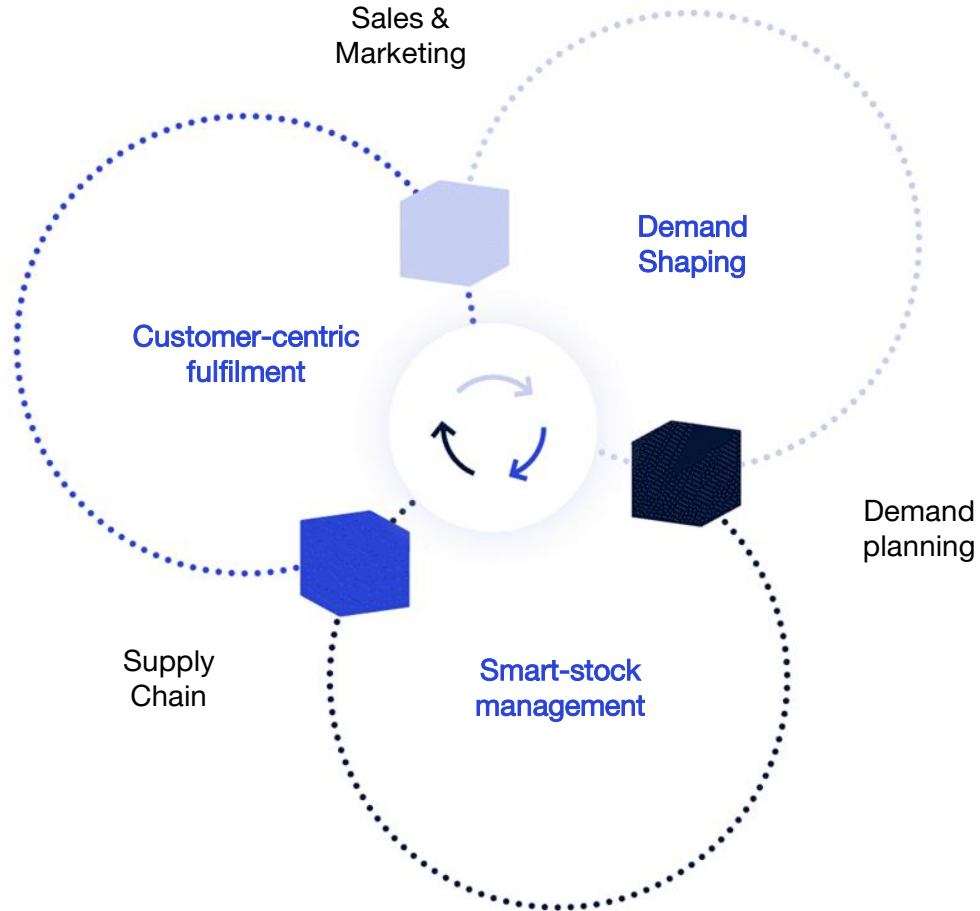 Sales &
Marketing
Demand
Shaping
Customer-centric
fulfilment
Demand
planning
Supply
Chain
Smart-stock
management